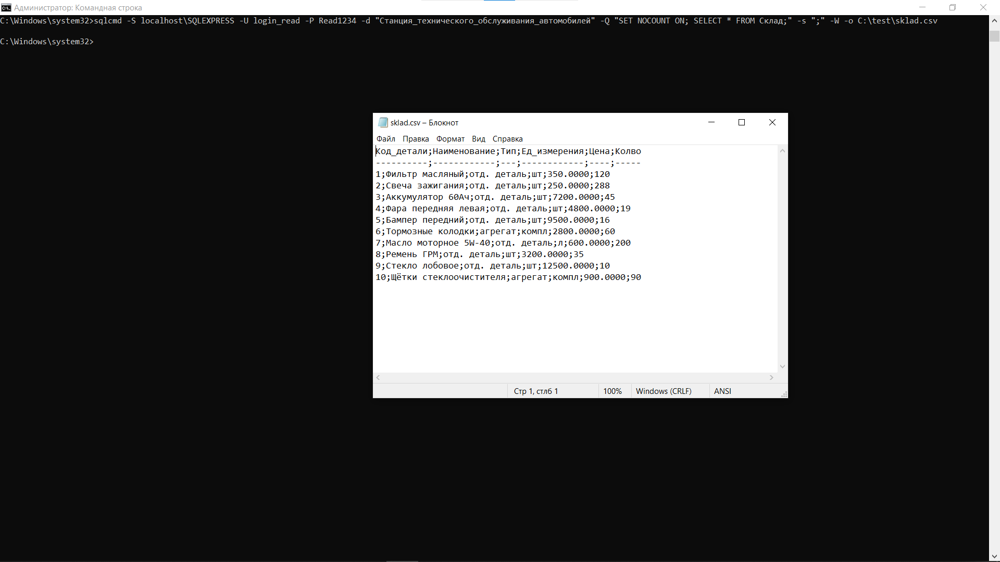 Администратор: Командная строка
C:\Windows\system32>sqlcmd -S localhost\SQLEXPRESS -U login_read -P Read1234 -d "Станция_технического_обслуживания_автомобилей" -Q "SET NOCOUNT ON; SELECT * FROM Склад;" -s ";" -W -o C:\test\sklad.csv
C:\Windows\system32>
sklad.csv – Блокнот
Файл Правка Формат Вид Справка
Код_детали;Наименование;Тип;Ед_измерения;Цена;Колво
----------;------------;---;------------;----;-----
1;Фильтр масляный;отд. деталь;шт;350.0000;120
2;Свеча зажигания;отд. деталь;шт;250.0000;288
3;Аккумулятор 60Ач;отд. деталь;шт;7200.0000;45
4;Фара передняя левая;отд. деталь;шт;4800.0000;19
5;Бампер передний;отд. деталь;шт;9500.0000;16
6;Тормозные колодки;агрегат;компл;2800.0000;60
7;Масло моторное 5W-40;отд. деталь;л;600.0000;200
8;Ремень ГРМ;отд. деталь;шт;3200.0000;35
9;Стекло лобовое;отд. деталь;шт;12500.0000;10
10;Щётки стеклоочистителя;агрегат;компл;900.0000;90
Стр 1, стлб 1 100% Windows (CRLF) ANSI